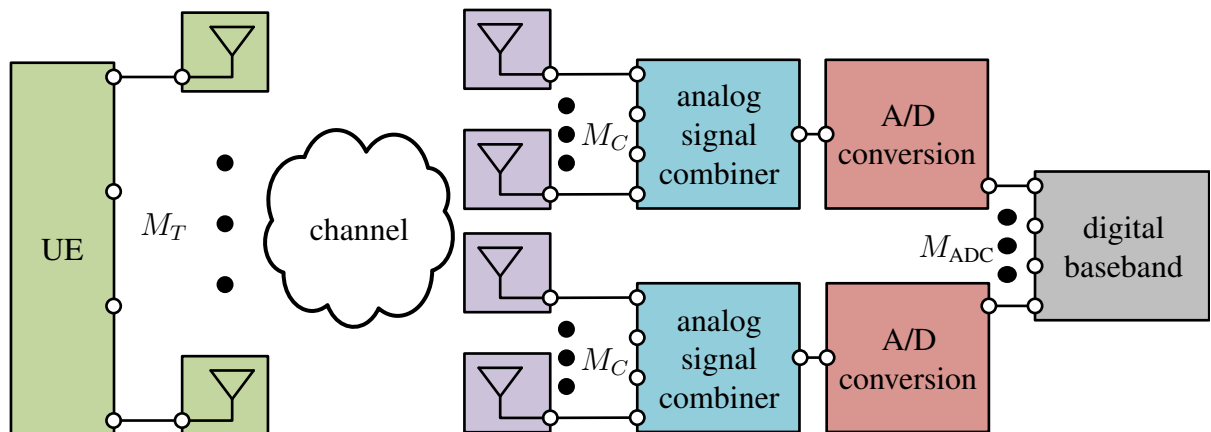 UE
M_T
channel
M_C
analog
signal
combiner
A/D
conversion
M_C
analog
signal
combiner
A/D
conversion
M_ADC
digital
baseband